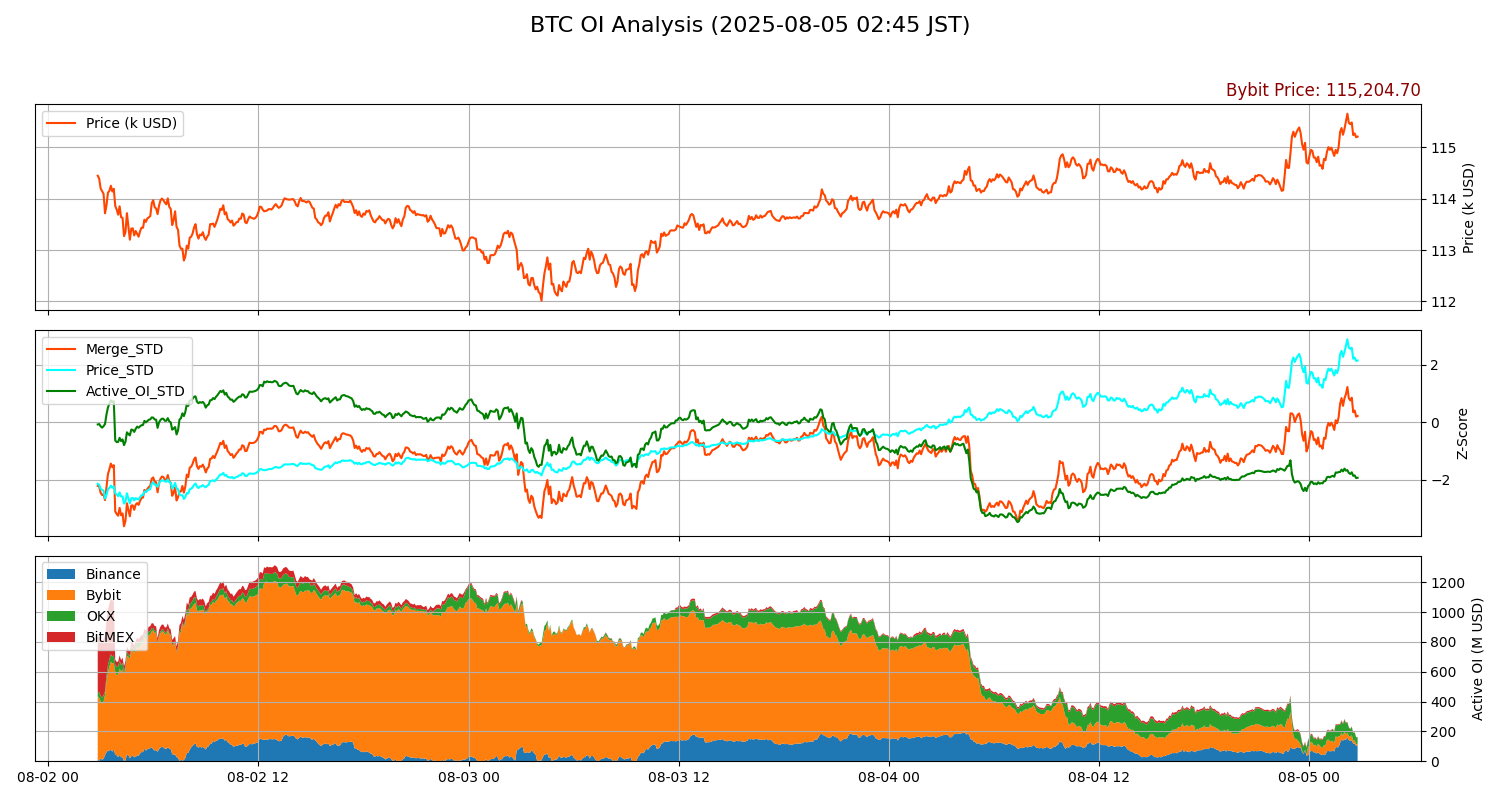 BTC OI Analysis (2025-08-05 02:45 JST)
Bybit Price: 115,204.70
Price (k USD)
115
114
113
112
Price (k USD)
Merge_STD
Price_STD
Active_OI_STD
2
0
−2
Z-Score
Binance
Bybit
OKX
BitMEX
1200
1000
800
600
400
200
0
Active OI (M USD)
08-02 00
08-02 12
08-03 00
08-03 12
08-04 00
08-04 12
08-05 00